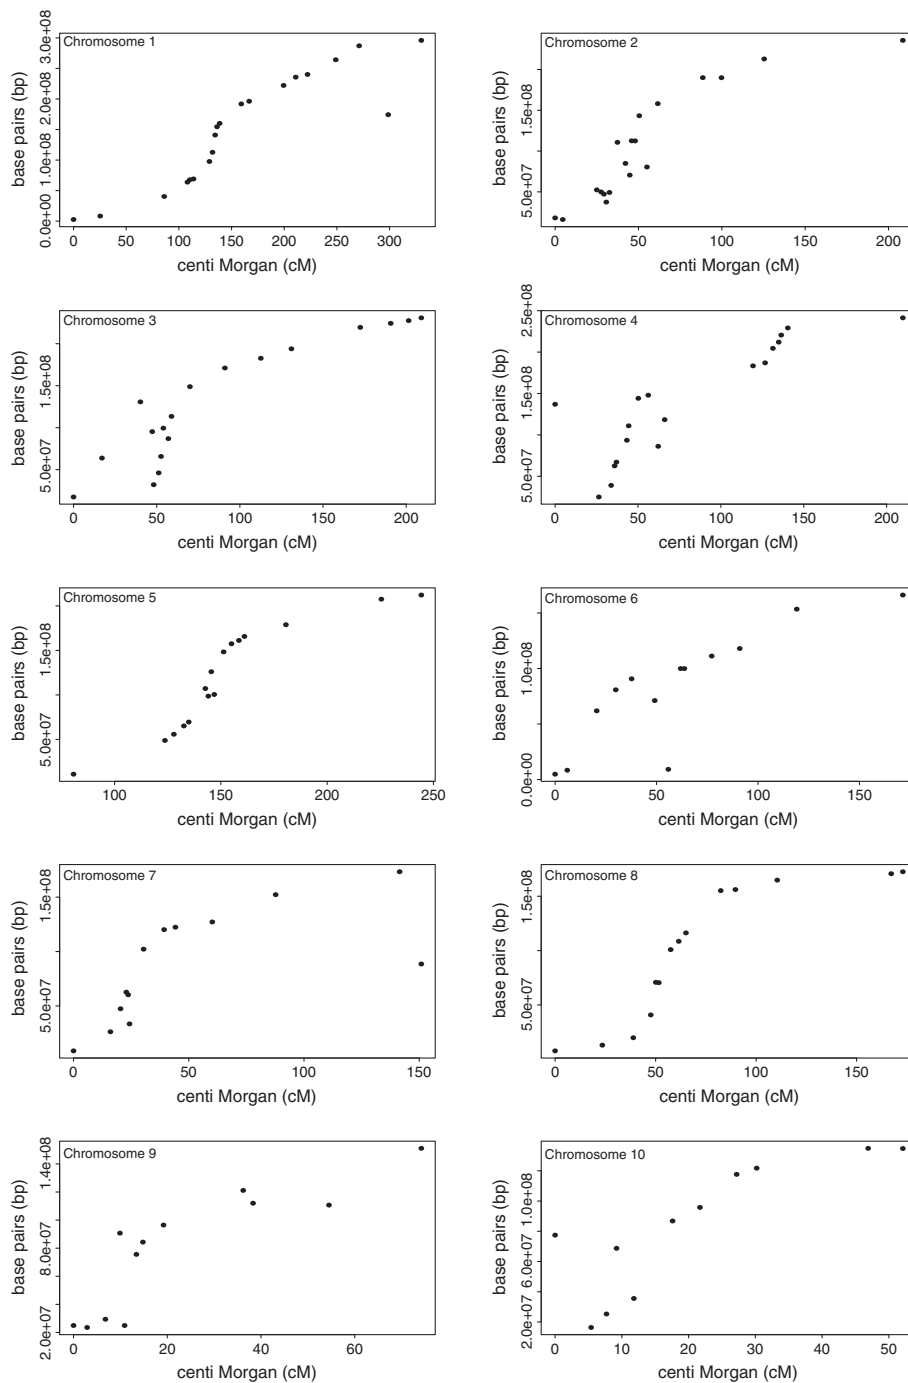 Chromosome 1
base pairs (bp)
0.0e+00 1.0e+08 2.0e+08 3.0e+08
0 50 100 150 200 250 300
centi Morgan (cM)
Chromosome 2
base pairs (bp)
5.0e+07 1.5e+08
0 50 100 150 200
centi Morgan (cM)
Chromosome 3
base pairs (bp)
5.0e+07 1.5e+08
0 50 100 150 200
centi Morgan (cM)
Chromosome 4
base pairs (bp)
5.0e+07 1.5e+08 2.5e+08
0 50 100 150 200
centi Morgan (cM)
Chromosome 5
base pairs (bp)
5.0e+07 1.5e+08
100 150 200 250
centi Morgan (cM)
Chromosome 6
base pairs (bp)
0.0e+00 1.0e+08
0 50 100 150
centi Morgan (cM)
Chromosome 7
base pairs (bp)
5.0e+07 1.5e+08
0 50 100 150
centi Morgan (cM)
Chromosome 8
base pairs (bp)
5.0e+07 1.5e+08
0 50 100 150
centi Morgan (cM)
Chromosome 9
base pairs (bp)
2.0e+07 8.0e+07 1.4e+08
0 20 40 60
centi Morgan (cM)
Chromosome 10
base pairs (bp)
2.0e+07 6.0e+07 1.0e+08
0 10 20 30 40 50
centi Morgan (cM)